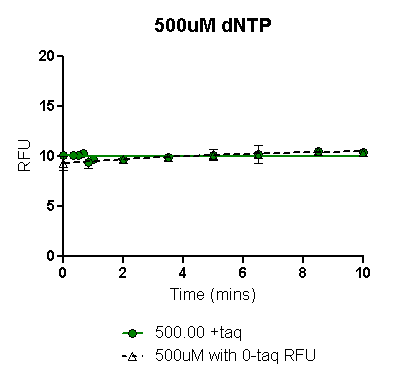 500uM dNTP
20
15
10
5
0
RFU
0 2 4 6 8 10
Time (mins)
500.00 +taq
500uM with 0-taq RFU